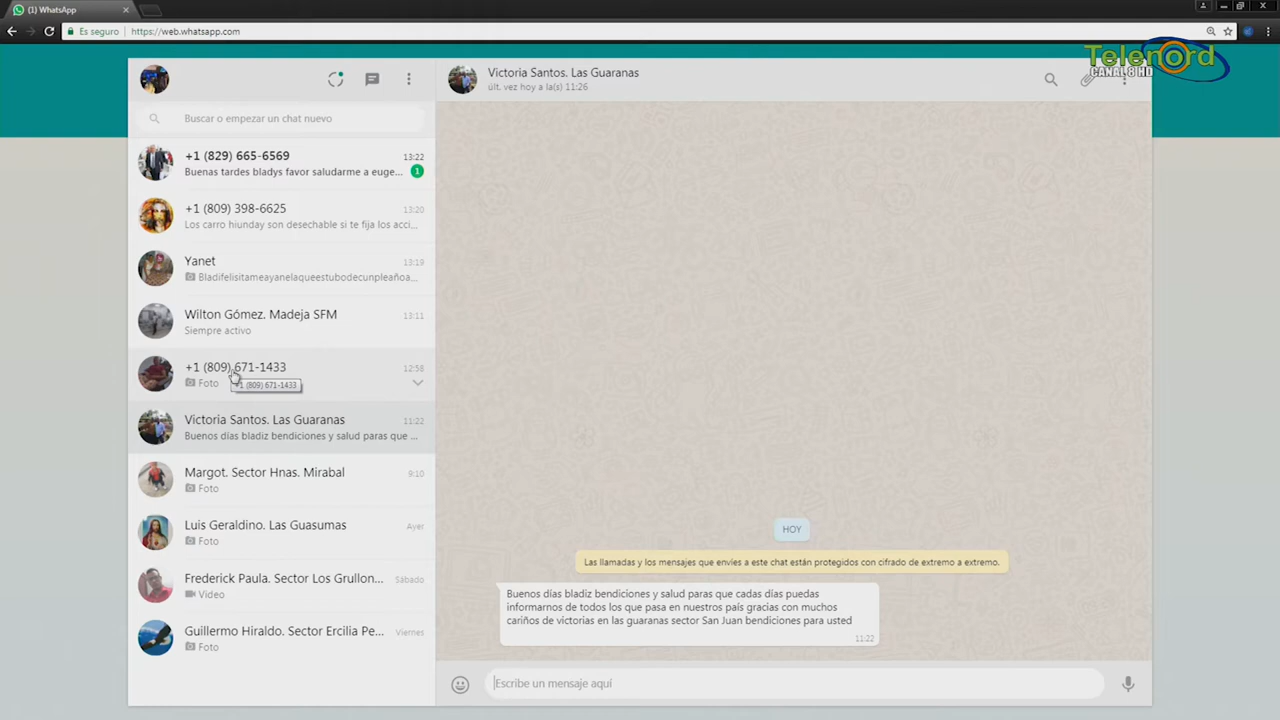 (1) WhatsApp
Es seguro
https://web.whatsapp.com
Telenord
CANAL 8 HD
Buscar o empezar un chat nuevo
+1 (829) 665-6569
13:22
Buenas tardes bladys favor saludarme a euge...
1
+1 (809) 398-6625
13:20
Los carro hiunday son desechable si te fija los acci...
Yanet
13:19
Bladifelisitameayanelaqueestubodecunpleañoa...
Wilton Gómez. Madeja SFM
13:11
Siempre activo
+1 (809) 671-1433
12:58
Foto
+1 (809) 671-1433
Victoria Santos. Las Guaranas
11:22
Buenos días bladiz bendiciones y salud paras que ...
Margot. Sector Hnas. Mirabal
9:10
Foto
Luis Geraldino. Las Guasumas
Ayer
Foto
Frederick Paula. Sector Los Grullon...
Sábado
Video
Guillermo Hiraldo. Sector Ercilia Pe...
Viernes
Foto
Victoria Santos. Las Guaranas
últ. vez hoy a la(s) 11:26
HOY
Las llamadas y los mensajes que envíes a este chat están protegidos con cifrado de extremo a extremo.
Buenos días bladiz bendiciones y salud paras que cadas días puedas
informarnos de todos los que pasa en nuestros país gracias con muchos
cariños de victorias en las guaranas sector San Juan bendiciones para usted
11:22
Escribe un mensaje aquí